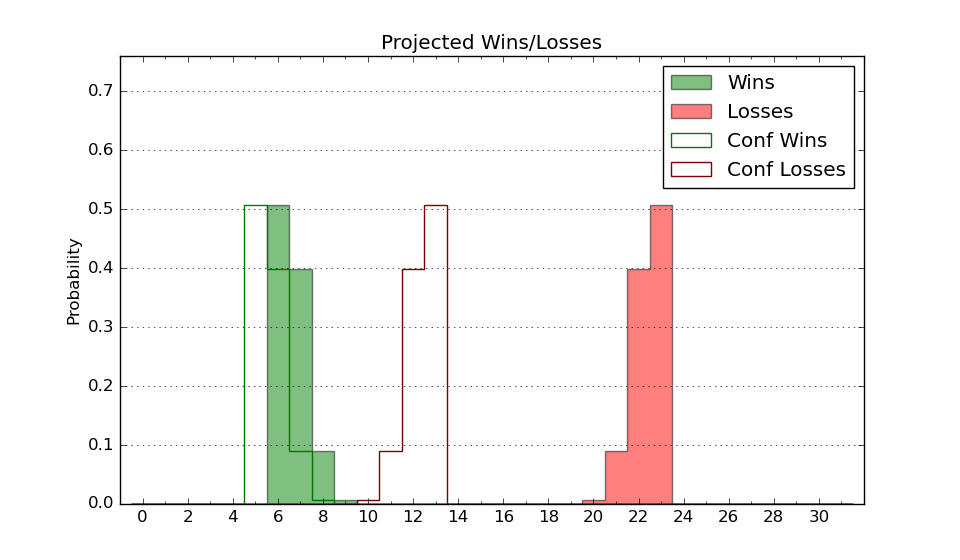 Projected Wins/Losses
Wins
Losses
Conf Wins
Conf Losses
Probability
0.7
0.6
0.5
0.4
0.3
0.2
0.1
0.0
0 2 4 6 8 10 12 14 16 18 20 22 24 26 28 30